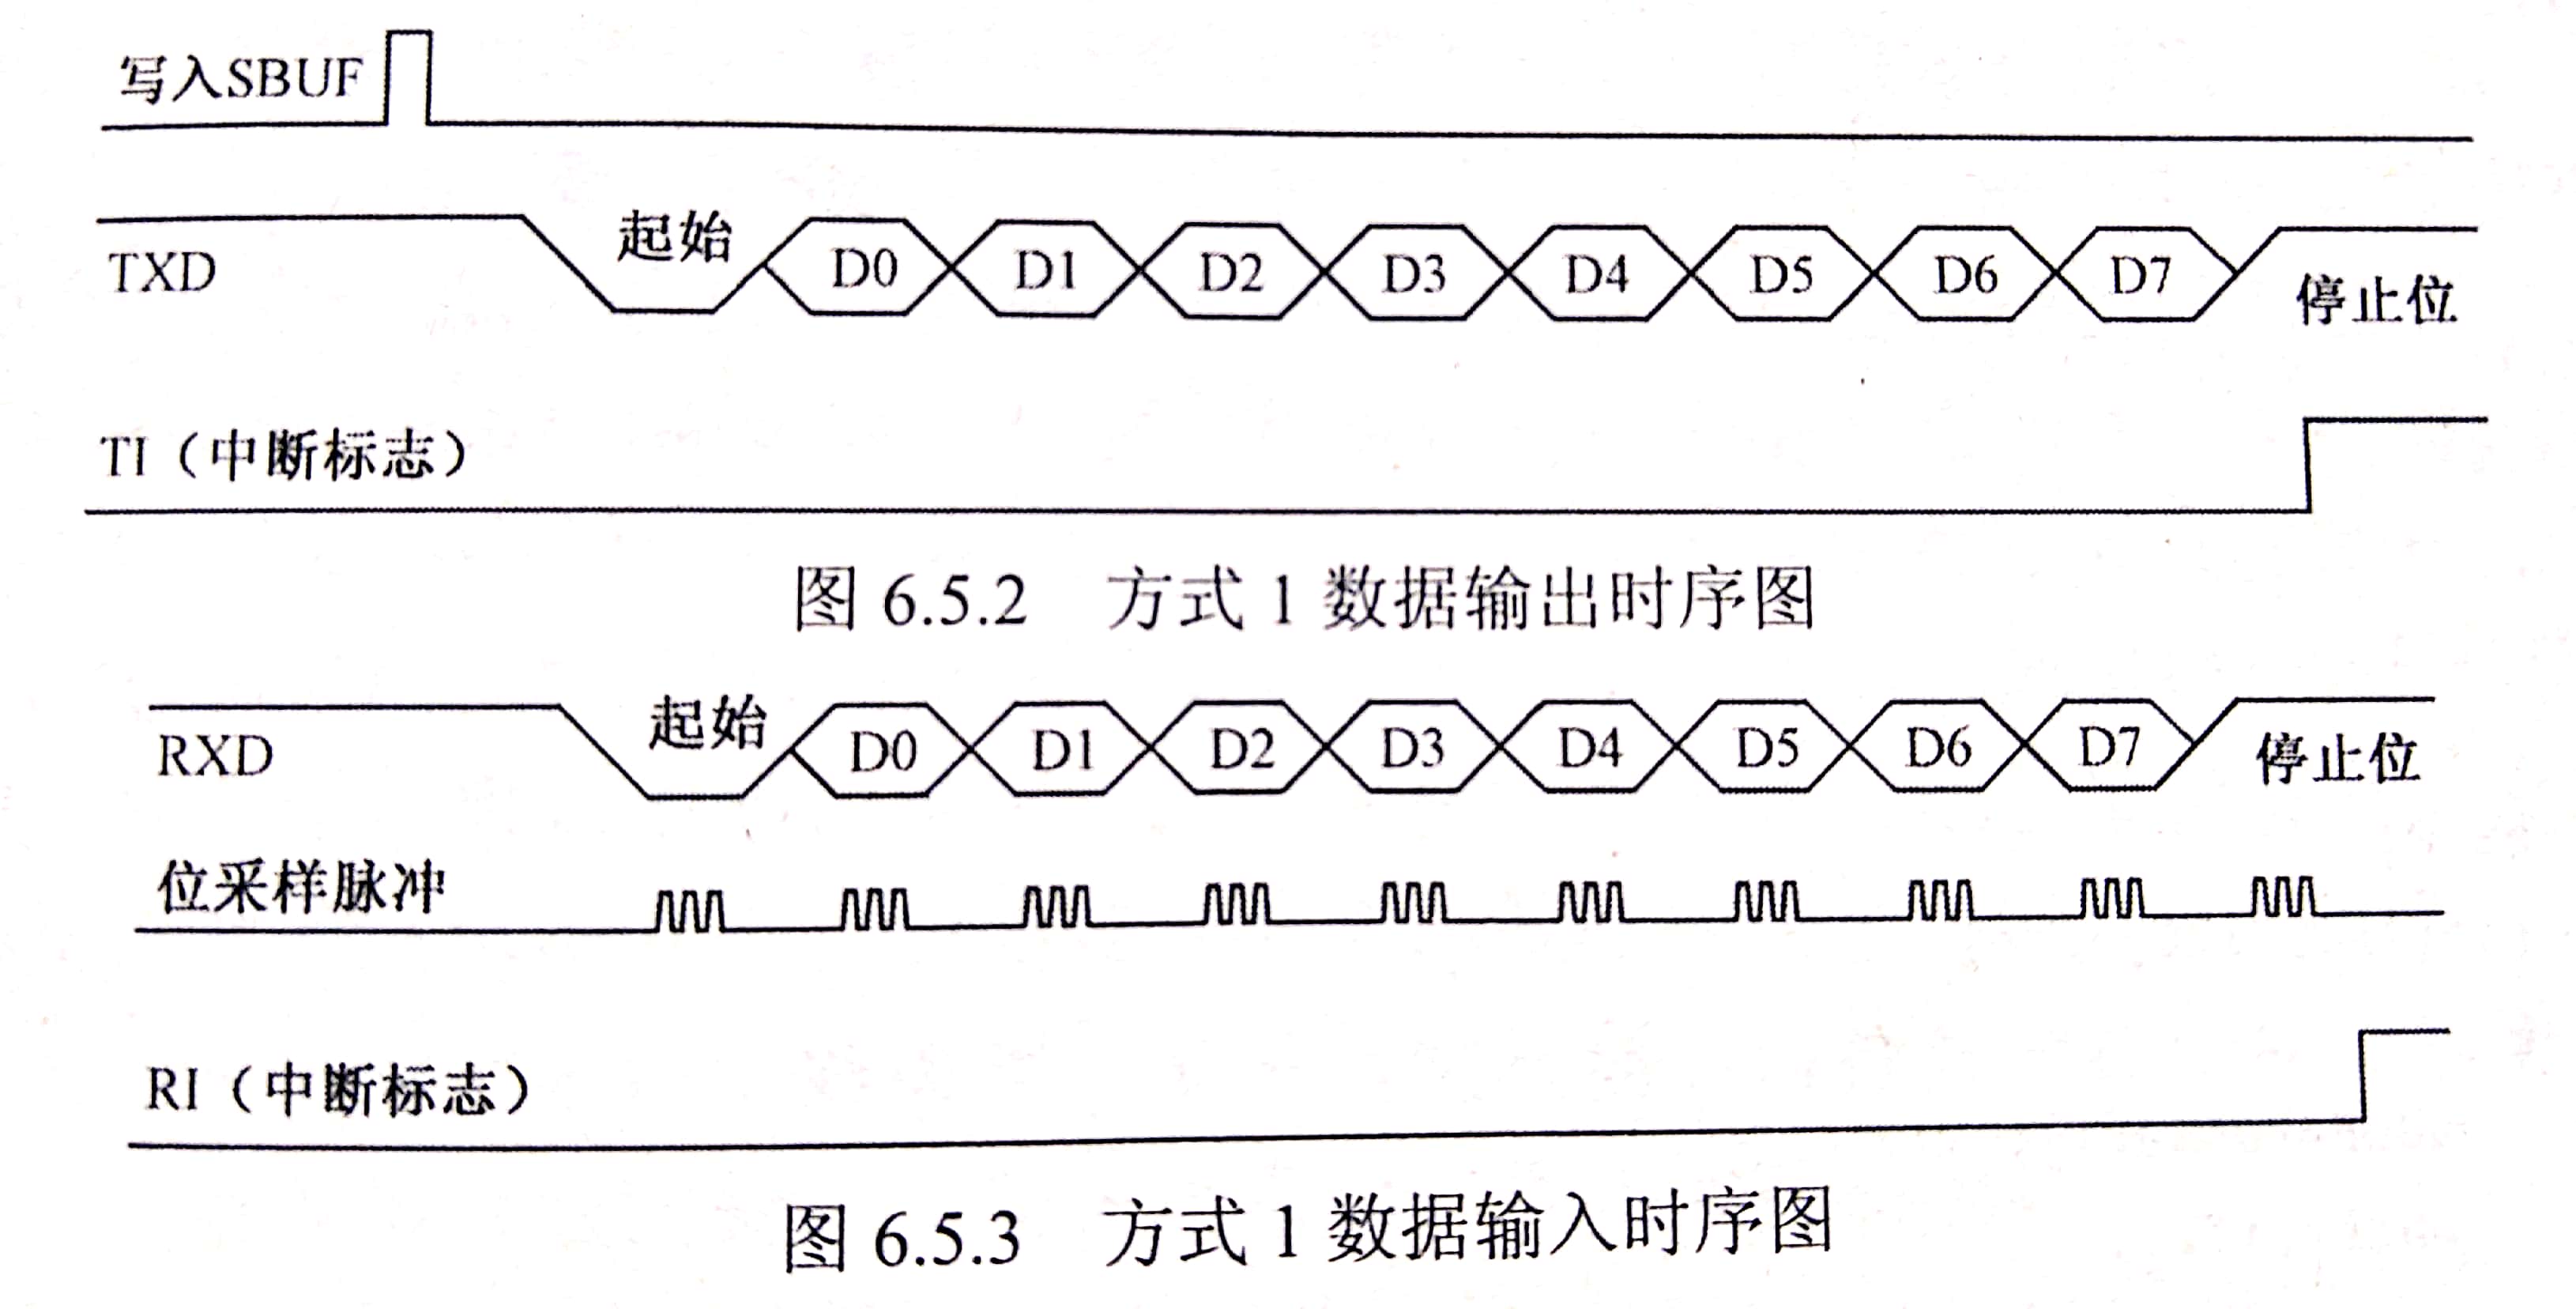 写入SBUF
TXD 起始 D0 D1 D2 D3 D4 D5 D6 D7 停止位
TI（中断标志）
图 6.5.2 方式 1 数据输出时序图
RXD 起始 D0 D1 D2 D3 D4 D5 D6 D7 停止位
位采样脉冲
RI（中断标志）
图 6.5.3 方式 1 数据输入时序图